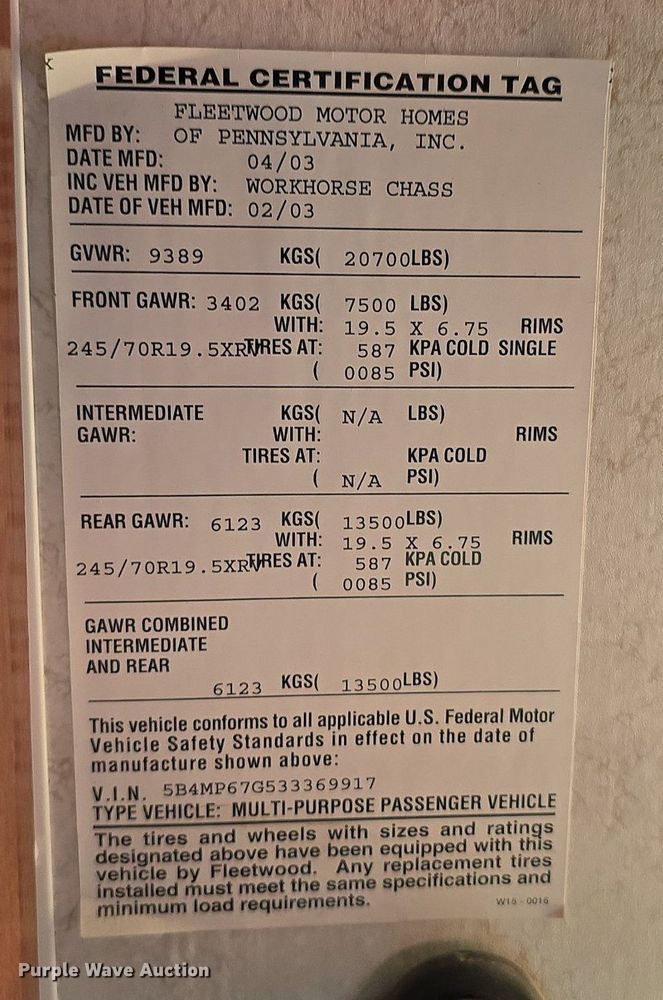 FEDERAL CERTIFICATION TAG
FLEETWOOD MOTOR HOMES
MFD BY: OF PENNSYLVANIA, INC.
DATE MFD: 04/03
INC VEH MFD BY: WORKHORSE CHASS
DATE OF VEH MFD: 02/03
GVWR: 9389 KGS( 20700LBS)
FRONT GAWR: 3402 KGS( 7500 LBS)
WITH: 19.5 X 6.75 RIMS
245/70R19.5XRV TIRES AT: 587 KPA COLD SINGLE
( 0085 PSI)
INTERMEDIATE KGS( N/A LBS)
GAWR: WITH: RIMS
TIRES AT: KPA COLD
( N/A PSI)
REAR GAWR: 6123 KGS( 13500LBS)
WITH: 19.5 X 6.75 RIMS
245/70R19.5XRV TIRES AT: 587 KPA COLD
( 0085 PSI)
GAWR COMBINED
INTERMEDIATE
AND REAR
6123 KGS( 13500LBS)
This vehicle conforms to all applicable U.S. Federal Motor
Vehicle Safety Standards in effect on the date of
manufacture shown above:
V.I.N. 5B4MP67G533369917
TYPE VEHICLE: MULTI-PURPOSE PASSENGER VEHICLE
The tires and wheels with sizes and ratings
designated above have been equipped with this
vehicle by Fleetwood. Any replacement tires
installed must meet the same specifications and
minimum load requirements.
W15 - 0016
Purple Wave Auction